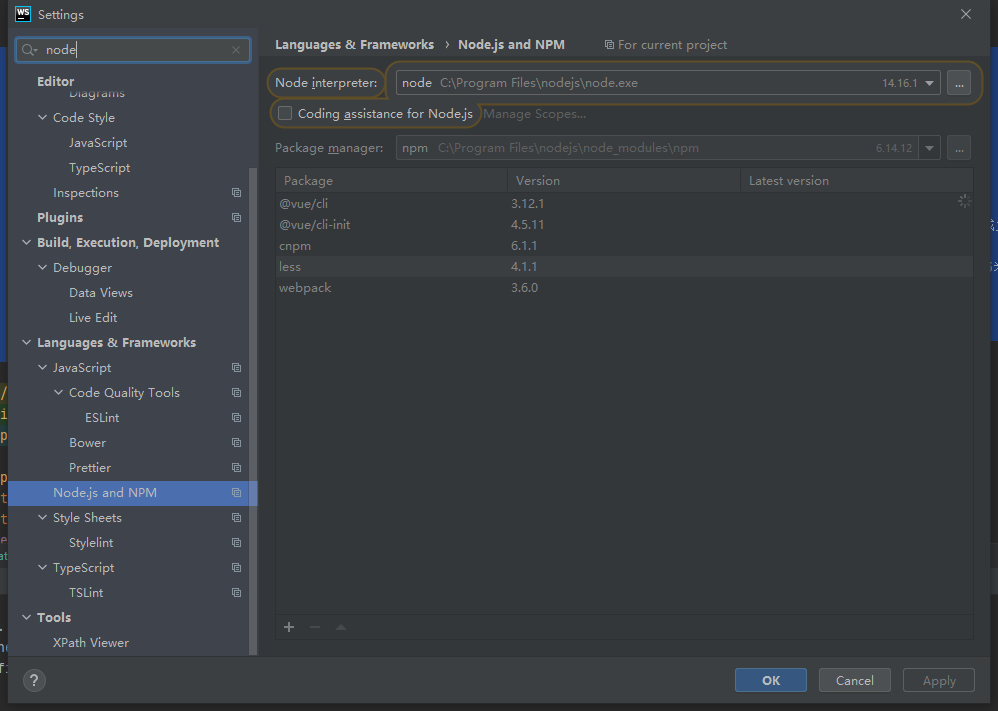 WS Settings
node
Editor
Diagrams
Code Style
JavaScript
TypeScript
Inspections
Plugins
Build, Execution, Deployment
Debugger
Data Views
Live Edit
Languages & Frameworks
JavaScript
Code Quality Tools
ESLint
Bower
Prettier
Node.js and NPM
Style Sheets
Stylelint
TypeScript
TSLint
Tools
XPath Viewer
Languages & Frameworks › Node.js and NPM For current project
Node interpreter: node C:\Program Files\nodejs\node.exe 14.16.1 ...
Coding assistance for Node.js Manage Scopes...
Package manager: npm C:\Program Files\nodejs\node_modules\npm 6.14.12 ...
Package Version Latest version
@vue/cli 3.12.1
@vue/cli-init 4.5.11
cnpm 6.1.1
less 4.1.1
webpack 3.6.0
? OK Cancel Apply